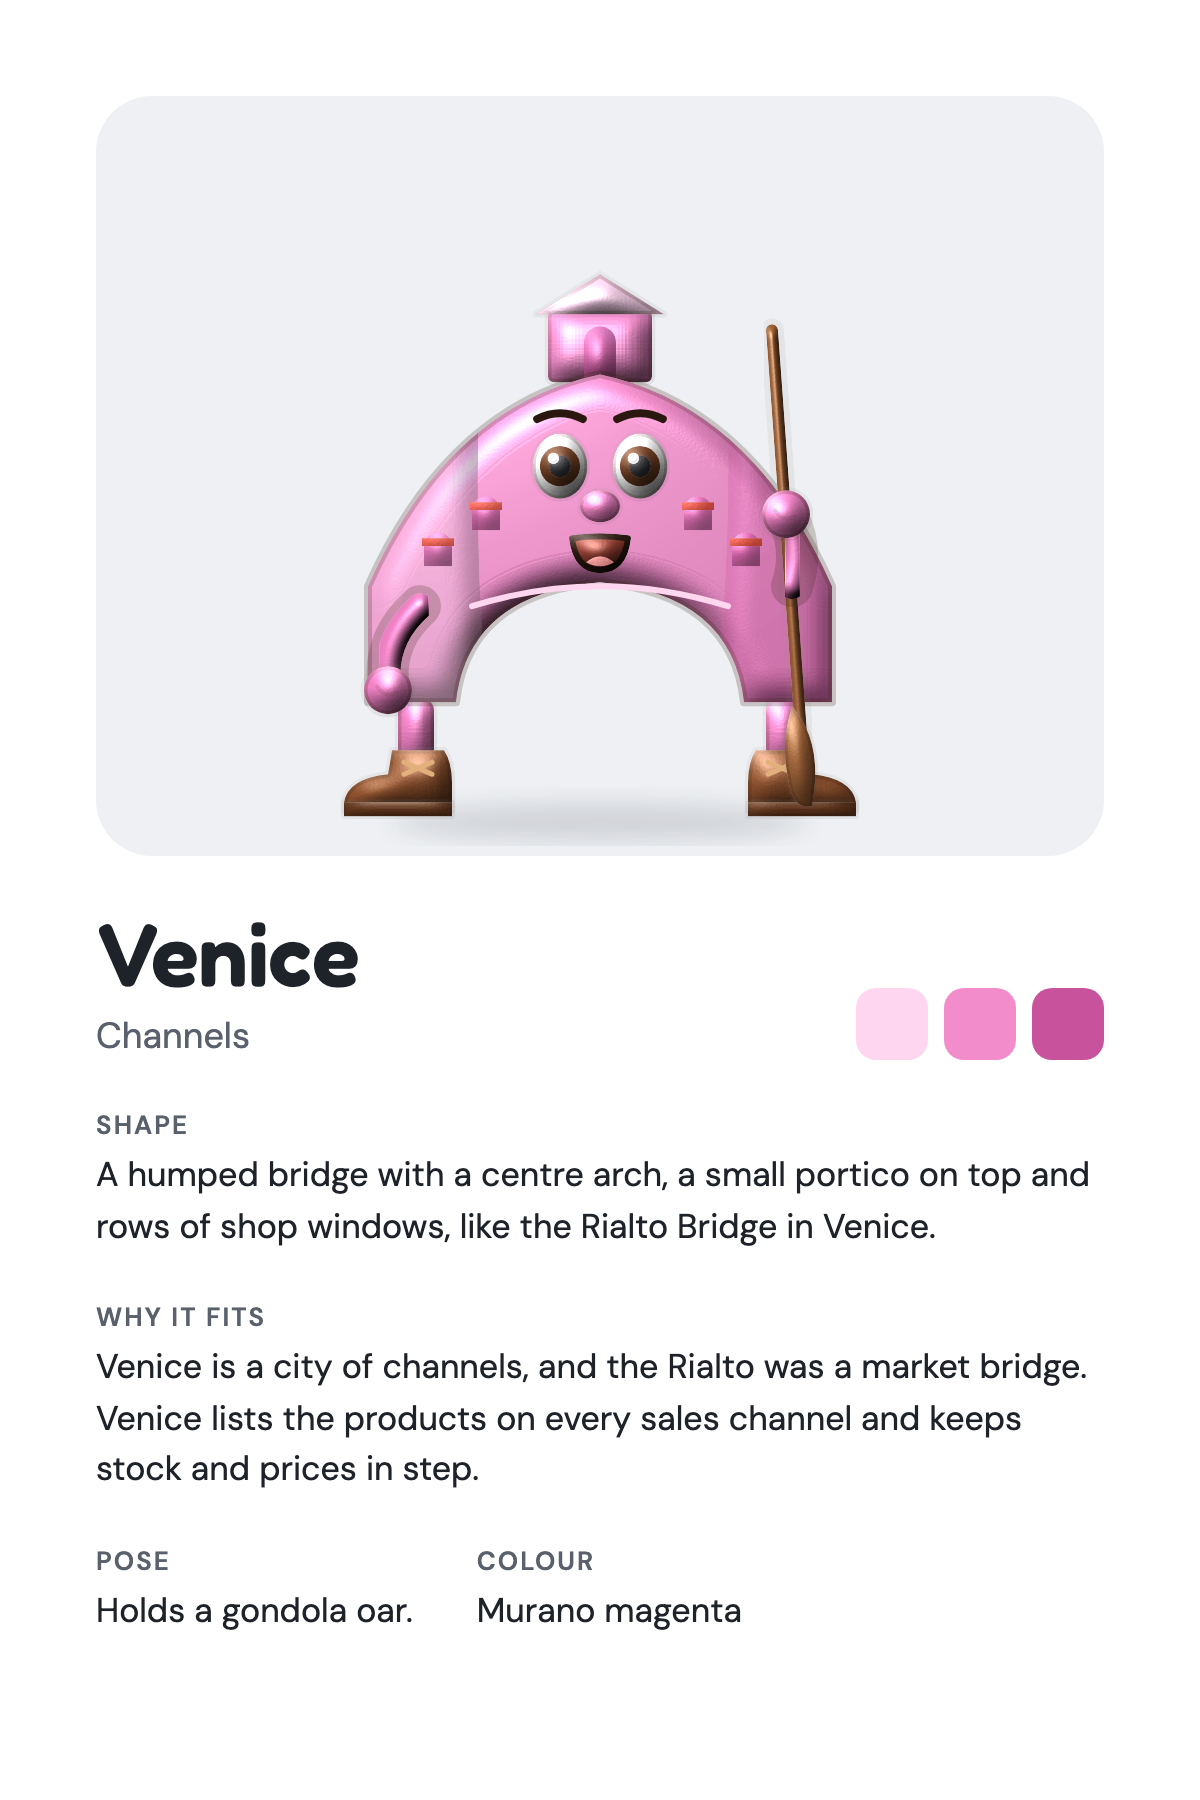 Venice
Channels
SHAPE
A humped bridge with a centre arch, a small portico on top and
rows of shop windows, like the Rialto Bridge in Venice.
WHY IT FITS
Venice is a city of channels, and the Rialto was a market bridge.
Venice lists the products on every sales channel and keeps
stock and prices in step.
POSE
Holds a gondola oar.
COLOUR
Murano magenta